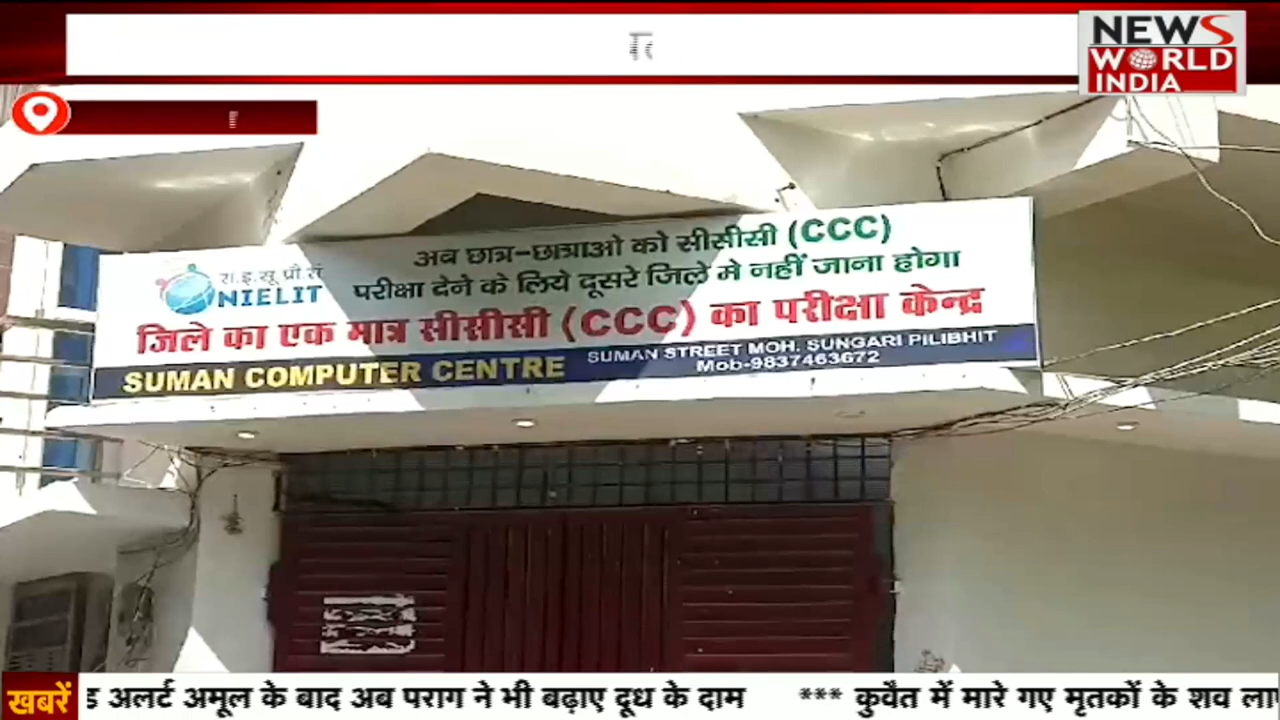 NEWS
WORLD
INDIA
अब छात्र-छात्राओ को सीसीसी (CCC)
रा.इ.सू.प्रौ.सं
NIELIT
परीक्षा देने के लिये दूसरे जिले मे नहीं जाना होगा
जिले का एक मात्र सीसीसी (CCC) का परीक्षा केन्द्र
SUMAN COMPUTER CENTRE
SUMAN STREET MOH. SUNGARI PILIBHIT
Mob-9837463672
खबरें
अलर्ट अमूल के बाद अब पराग ने भी बढ़ाए दूध के दाम *** कुवैत में मारे गए मृतकों के शव ला